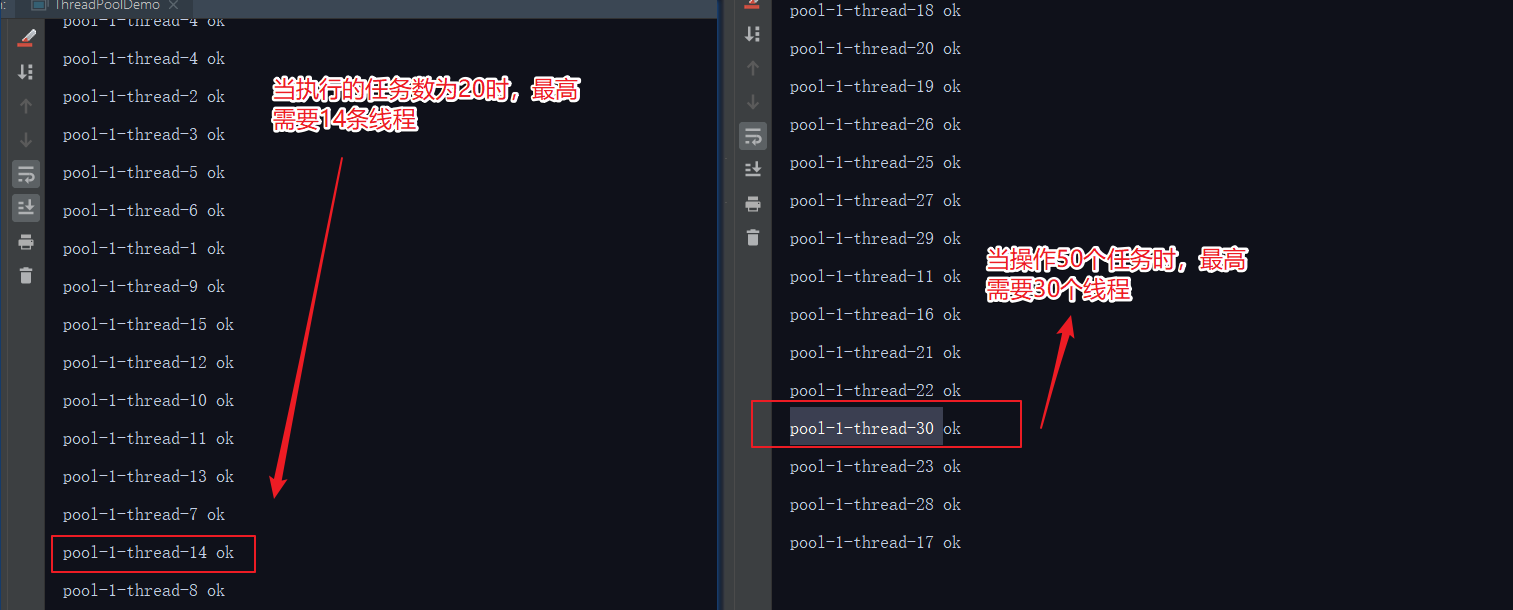 ThreadPoolDemo
pool-1-thread-4 ok
pool-1-thread-4 ok
pool-1-thread-2 ok
pool-1-thread-3 ok
pool-1-thread-5 ok
pool-1-thread-6 ok
pool-1-thread-1 ok
pool-1-thread-9 ok
pool-1-thread-15 ok
pool-1-thread-12 ok
pool-1-thread-10 ok
pool-1-thread-11 ok
pool-1-thread-13 ok
pool-1-thread-7 ok
pool-1-thread-14 ok
pool-1-thread-8 ok
当执行的任务数为20时，最高
需要14条线程
pool-1-thread-18 ok
pool-1-thread-20 ok
pool-1-thread-19 ok
pool-1-thread-26 ok
pool-1-thread-25 ok
pool-1-thread-27 ok
pool-1-thread-29 ok
pool-1-thread-11 ok
pool-1-thread-16 ok
pool-1-thread-21 ok
pool-1-thread-22 ok
pool-1-thread-30 ok
pool-1-thread-23 ok
pool-1-thread-28 ok
pool-1-thread-17 ok
当操作50个任务时，最高
需要30个线程